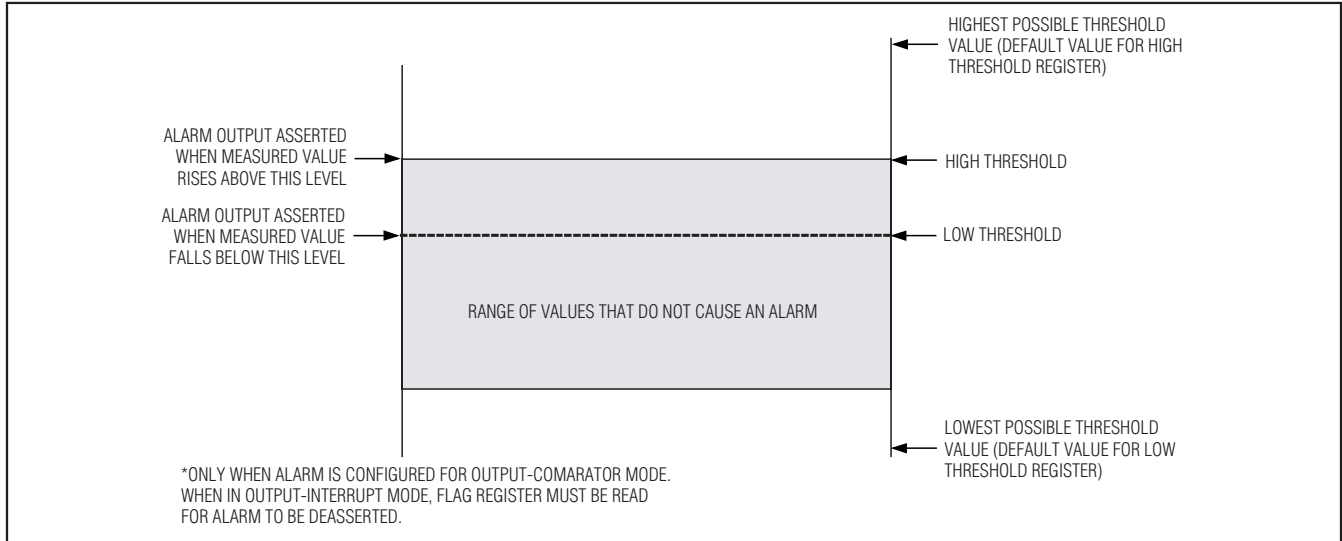 HIGHEST POSSIBLE THRESHOLD
VALUE (DEFAULT VALUE FOR HIGH
THRESHOLD REGISTER)
ALARM OUTPUT ASSERTED
WHEN MEASURED VALUE
RISES ABOVE THIS LEVEL
HIGH THRESHOLD
ALARM OUTPUT ASSERTED
WHEN MEASURED VALUE
FALLS BELOW THIS LEVEL
LOW THRESHOLD
RANGE OF VALUES THAT DO NOT CAUSE AN ALARM
LOWEST POSSIBLE THRESHOLD
VALUE (DEFAULT VALUE FOR LOW
THRESHOLD REGISTER)
*ONLY WHEN ALARM IS CONFIGURED FOR OUTPUT-COMARATOR MODE.
WHEN IN OUTPUT-INTERRUPT MODE, FLAG REGISTER MUST BE READ
FOR ALARM TO BE DEASSERTED.